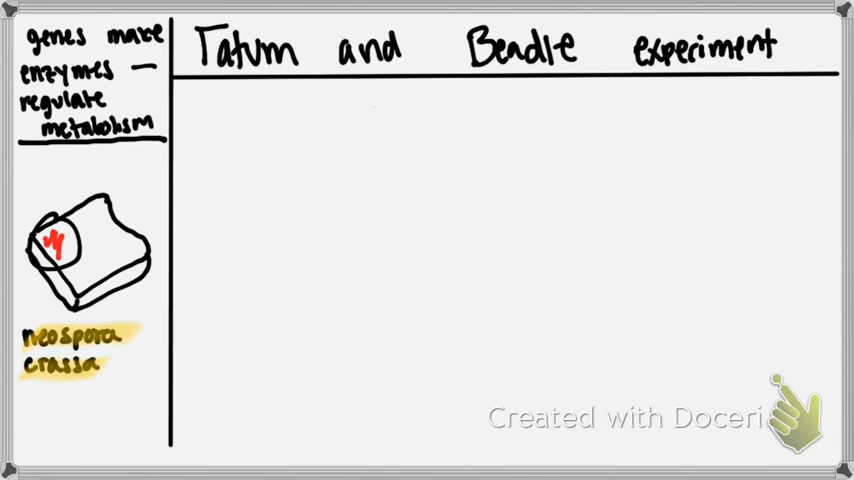 genes make
enzymes —
regulate
metabolism
Tatum and Beadle experiment
neospora
crassa
Created with Doceri